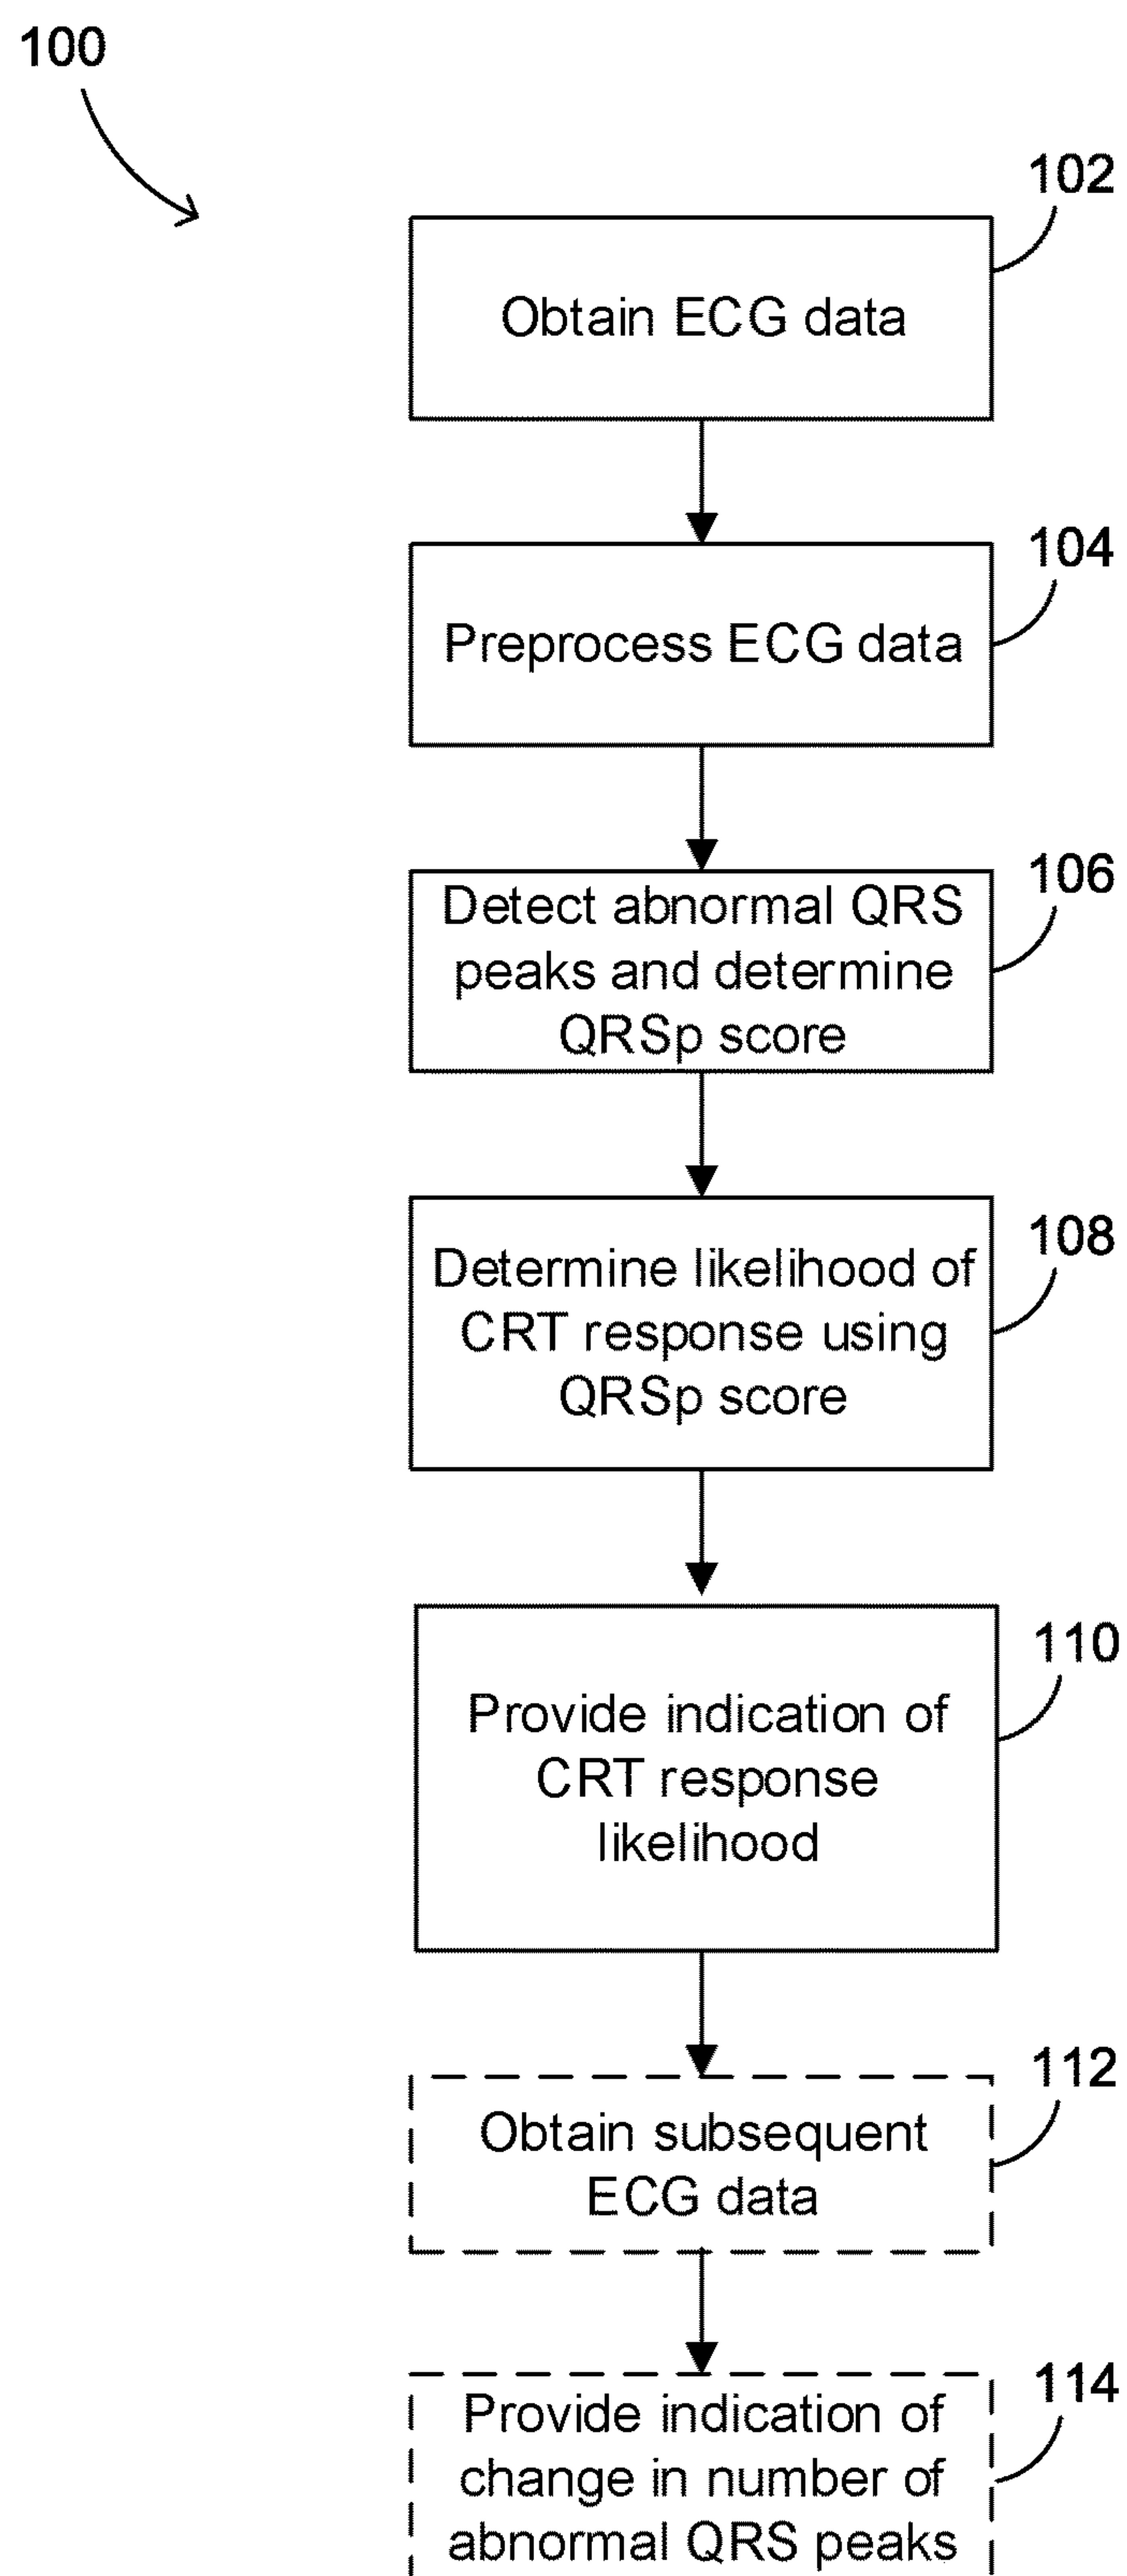 100
102
Obtain ECG data
104
Preprocess ECG data
106
Detect abnormal QRS
peaks and determine
QRSp score
108
Determine likelihood of
CRT response using
QRSp score
110
Provide indication of
CRT response
likelihood
112
Obtain subsequent
ECG data
114
Provide indication of
change in number of
abnormal QRS peaks